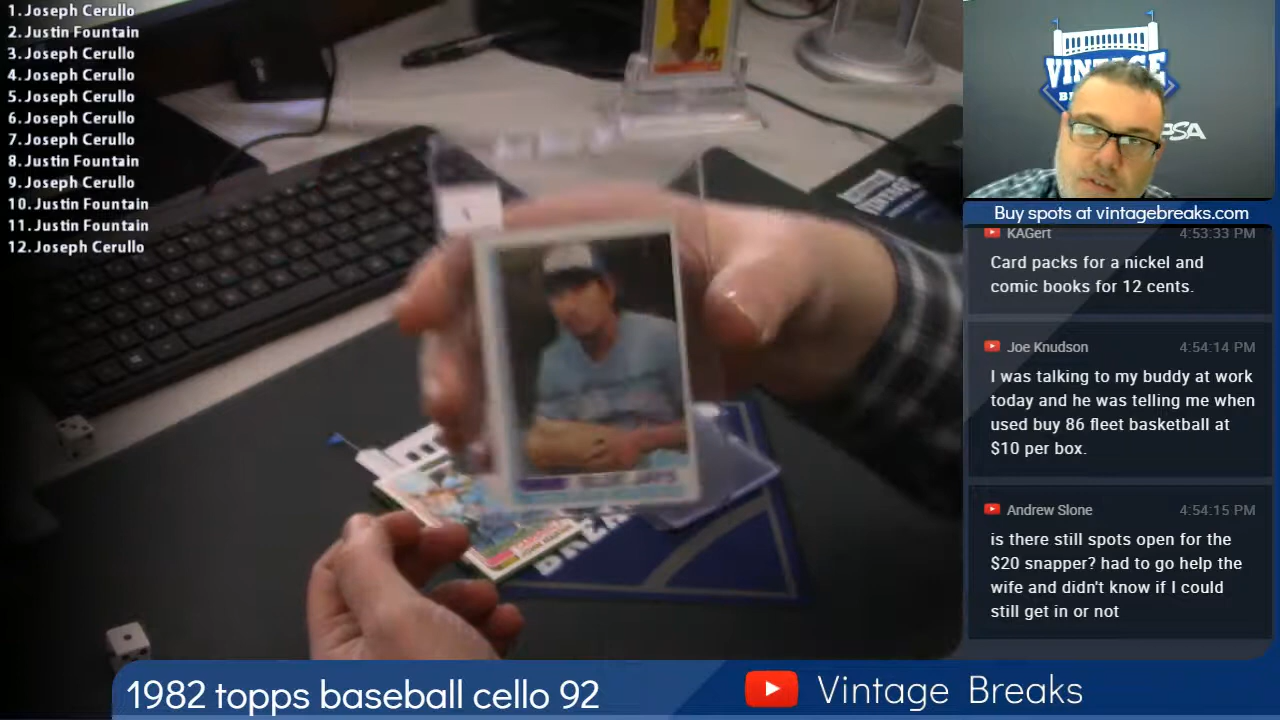 1. Joseph Cerullo
2. Justin Fountain
3. Joseph Cerullo
4. Joseph Cerullo
5. Joseph Cerullo
6. Joseph Cerullo
7. Joseph Cerullo
8. Justin Fountain
9. Joseph Cerullo
10. Justin Fountain
11. Justin Fountain
12. Joseph Cerullo
VINTAGE
PSA
Buy spots at vintagebreaks.com
KAGert 4:53:33 PM
Card packs for a nickel and
comic books for 12 cents.
Joe Knudson 4:54:14 PM
I was talking to my buddy at work
today and he was telling me when
used buy 86 fleet basketball at
$10 per box.
Andrew Slone 4:54:15 PM
is there still spots open for the
$20 snapper? had to go help the
wife and didn't know if I could
still get in or not
BLUE JAYS
1982 topps baseball cello 92
Vintage Breaks